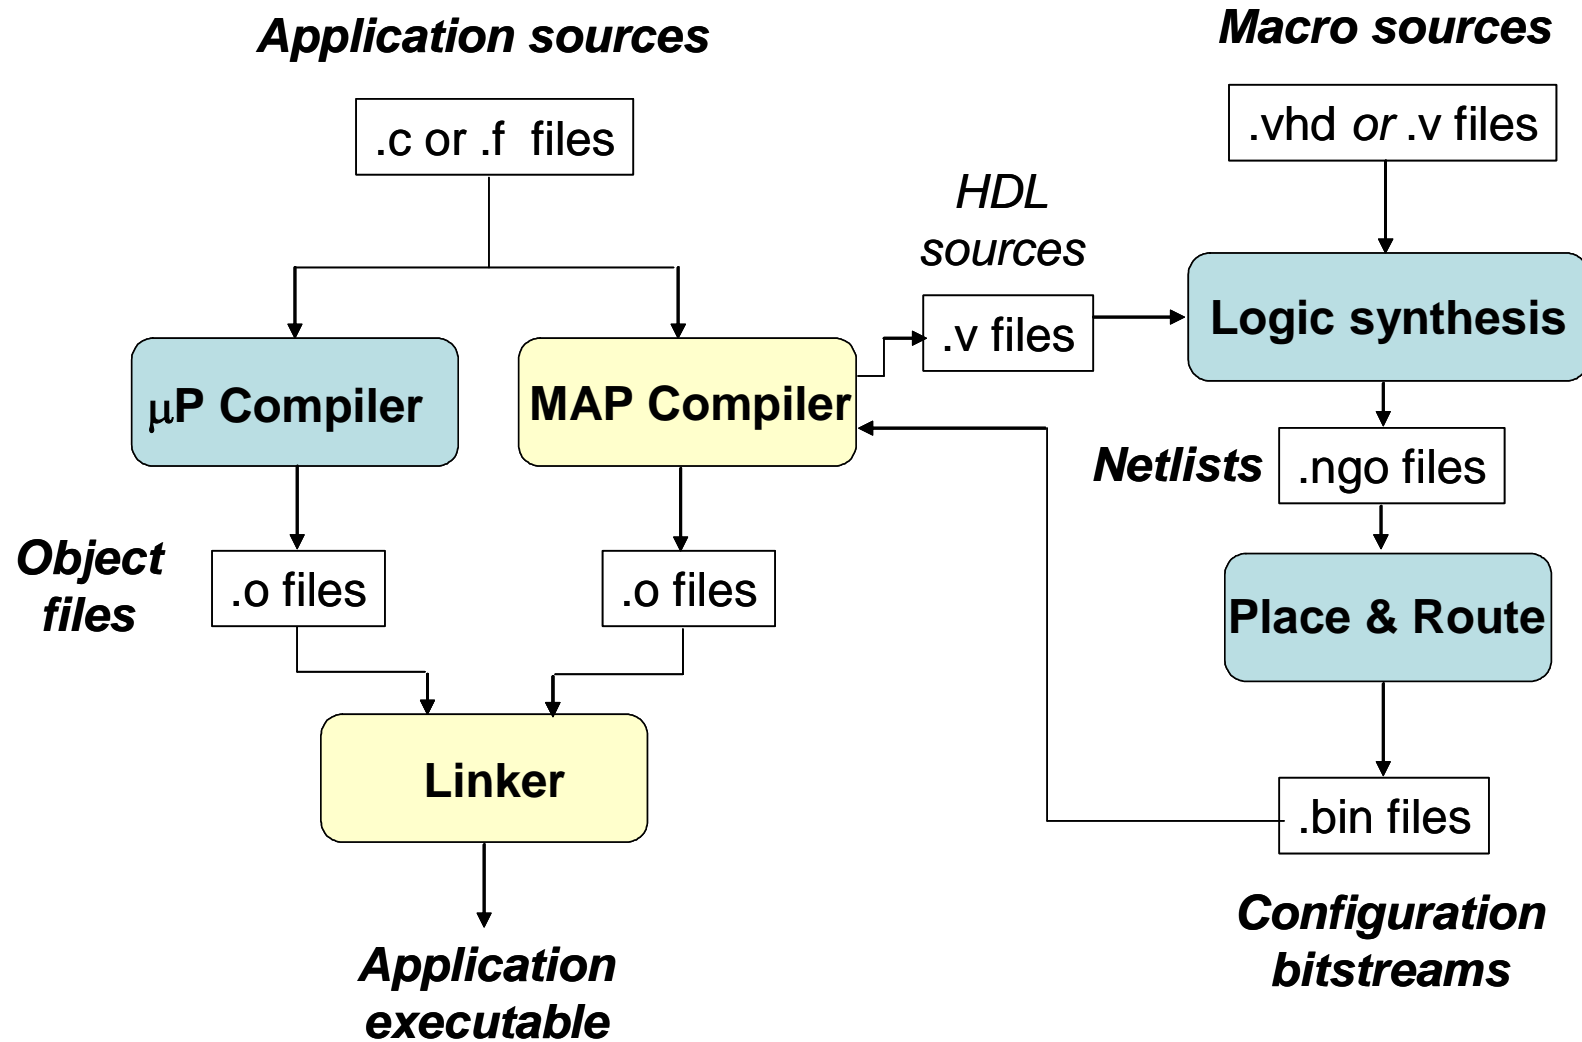 Application sources
Macro sources
.c or .f  files
.vhd or .v files
HDL
sources
.v files
Logic synthesis
μP Compiler
MAP Compiler
Netlists
.ngo files
Object
files
.o files
.o files
Place & Route
Linker
.bin files
Configuration
bitstreams
Application
executable